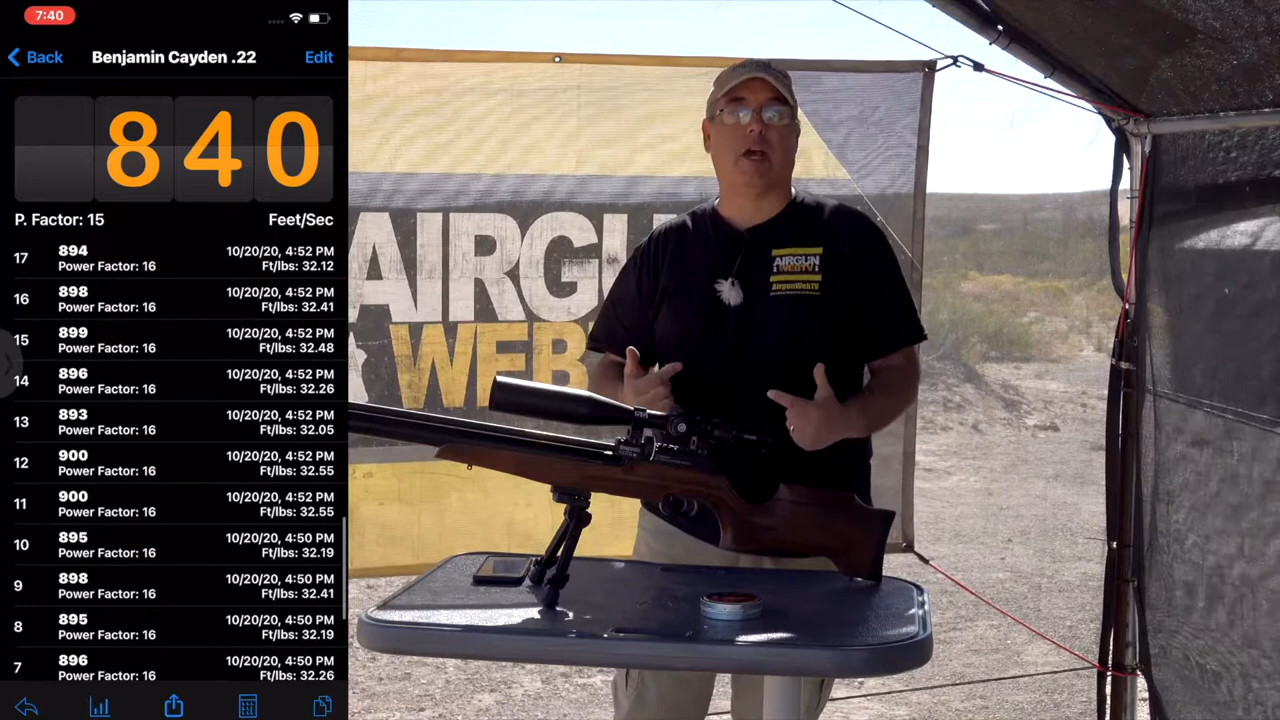 7:40
Back
Benjamin Cayden .22
Edit
840
P. Factor: 15
Feet/Sec
17 894 10/20/20, 4:52 PM
Power Factor: 16 Ft/lbs: 32.12
16 898 10/20/20, 4:52 PM
Power Factor: 16 Ft/lbs: 32.41
15 899 10/20/20, 4:52 PM
Power Factor: 16 Ft/lbs: 32.48
14 896 10/20/20, 4:52 PM
Power Factor: 16 Ft/lbs: 32.26
13 893 10/20/20, 4:52 PM
Power Factor: 16 Ft/lbs: 32.05
12 900 10/20/20, 4:52 PM
Power Factor: 16 Ft/lbs: 32.55
11 900 10/20/20, 4:52 PM
Power Factor: 16 Ft/lbs: 32.55
10 895 10/20/20, 4:50 PM
Power Factor: 16 Ft/lbs: 32.19
9 898 10/20/20, 4:50 PM
Power Factor: 16 Ft/lbs: 32.41
8 895 10/20/20, 4:50 PM
Power Factor: 16 Ft/lbs: 32.19
7 896 10/20/20, 4:50 PM
Power Factor: 16 Ft/lbs: 32.26
AIRGU
WEB
AIRGUN
WEBTV
AirgunWebTV